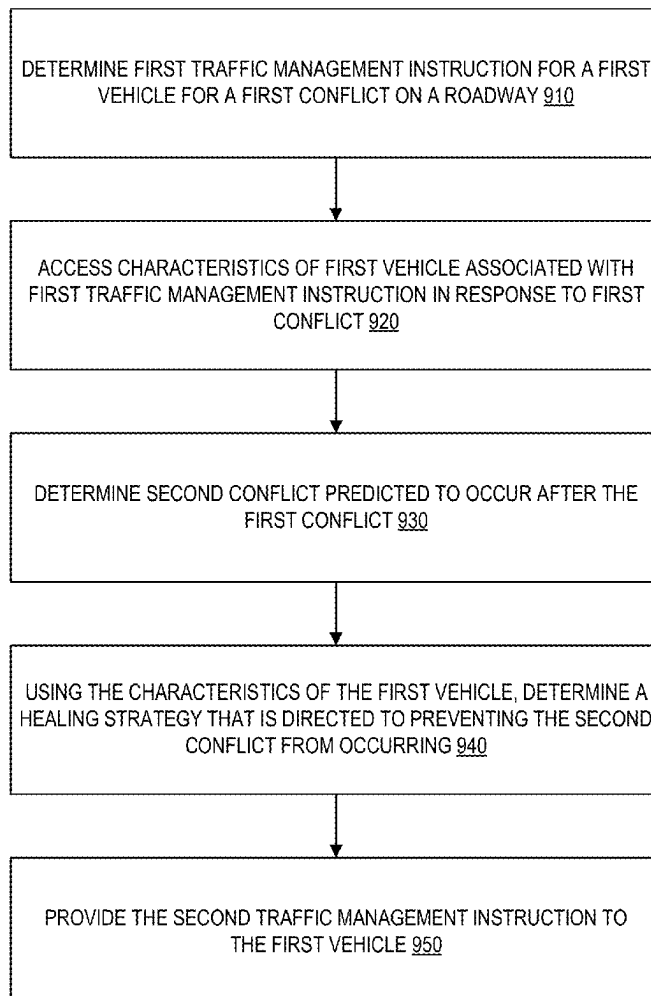 DETERMINE FIRST TRAFFIC MANAGEMENT INSTRUCTION FOR A FIRST
VEHICLE FOR A FIRST CONFLICT ON A ROADWAY 910
ACCESS CHARACTERISTICS OF FIRST VEHICLE ASSOCIATED WITH
FIRST TRAFFIC MANAGEMENT INSTRUCTION IN RESPONSE TO FIRST
CONFLICT 920
DETERMINE SECOND CONFLICT PREDICTED TO OCCUR AFTER THE
FIRST CONFLICT 930
USING THE CHARACTERISTICS OF THE FIRST VEHICLE, DETERMINE A
HEALING STRATEGY THAT IS DIRECTED TO PREVENTING THE SECOND
CONFLICT FROM OCCURRING 940
PROVIDE THE SECOND TRAFFIC MANAGEMENT INSTRUCTION TO
THE FIRST VEHICLE 950